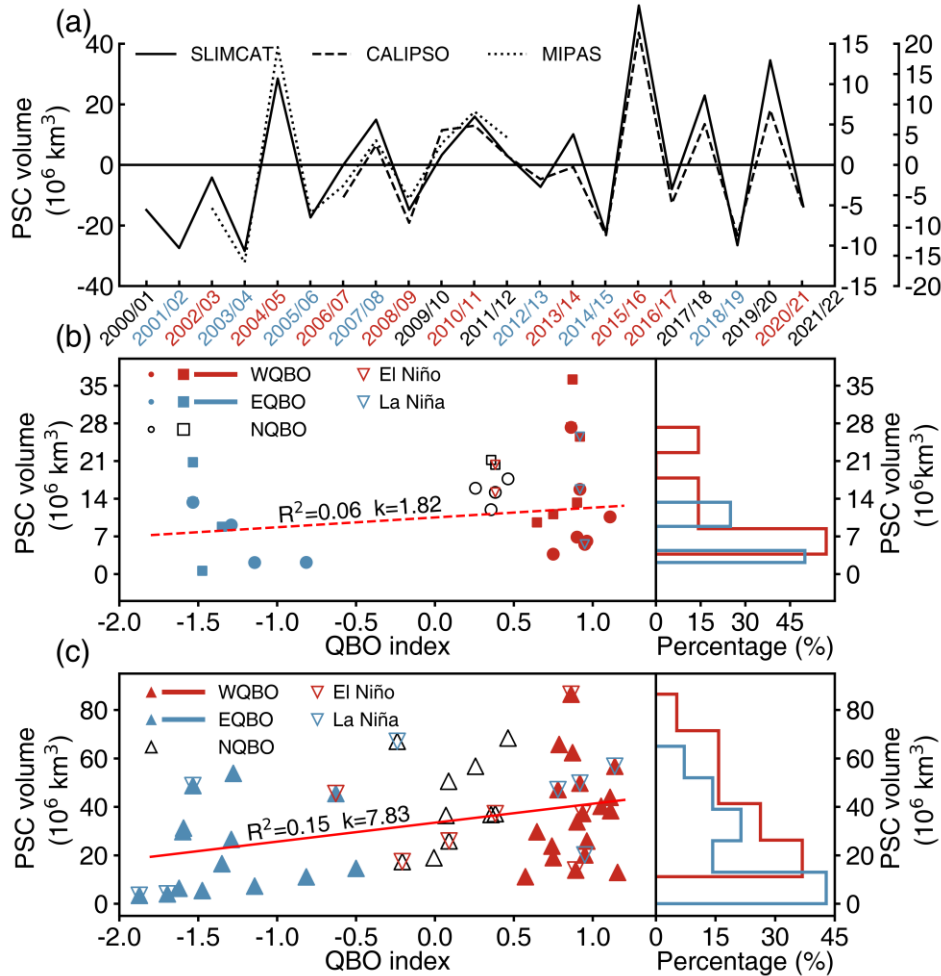 (a)
SLIMCAT CALIPSO MIPAS
PSC volume
(10⁶ km³)
40
20
0
-20
-40
15
10
5
0
-5
-10
-15
20
15
10
5
0
-5
-10
-15
-20
2000/01 2001/02 2002/03 2003/04 2004/05 2005/06 2006/07 2007/08 2008/09 2009/10 2010/11 2011/12 2012/13 2013/14 2014/15 2015/16 2016/17 2017/18 2018/19 2019/20 2020/21 2021/22
(b)
WQBO El Niño
EQBO La Niña
NQBO
R²=0.06 k=1.82
PSC volume
(10⁶ km³)
35
28
21
14
7
0
-2.0 -1.5 -1.0 -0.5 0.0 0.5 1.0
QBO index
0 15 30 45
Percentage (%)
35
28
21
14
7
0
PSC volume
(10⁶km³)
(c)
WQBO El Niño
EQBO La Niña
NQBO
R²=0.15 k=7.83
PSC volume
(10⁶ km³)
80
60
40
20
0
-2.0 -1.5 -1.0 -0.5 0.0 0.5 1.0
QBO index
0 15 30 45
Percentage (%)
80
60
40
20
0
PSC volume
(10⁶ km³)